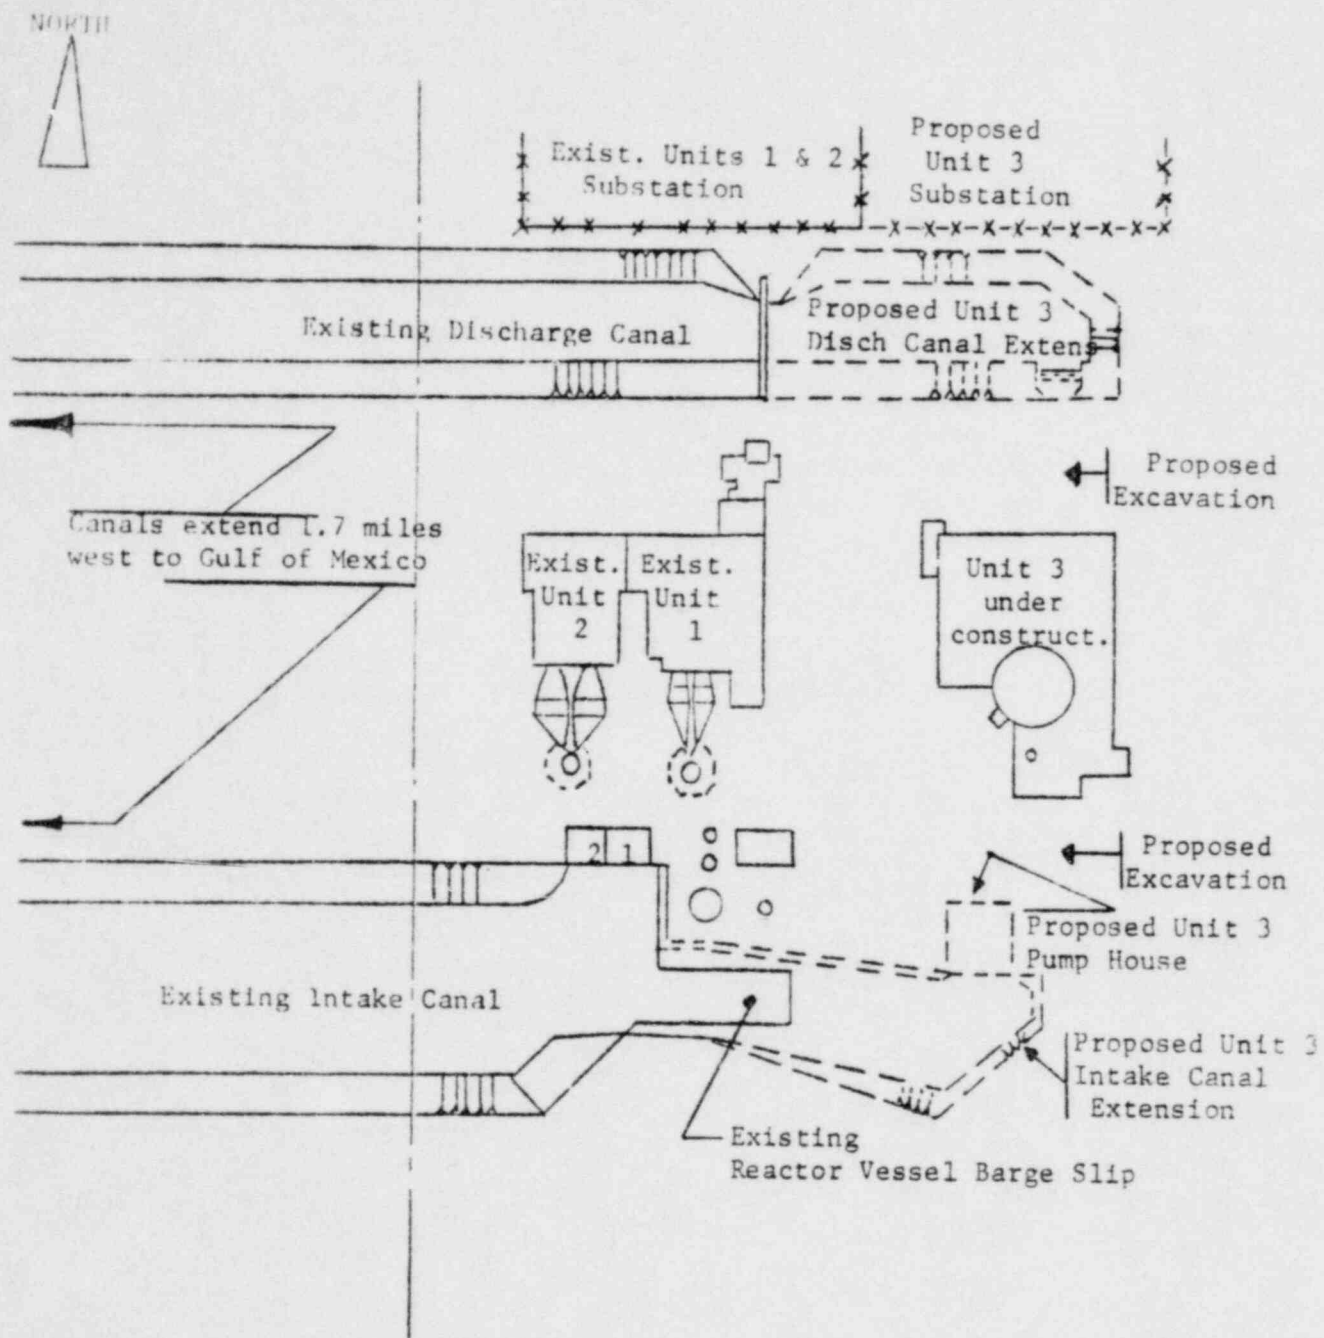 NORTH
Exist. Units 1 & 2
Substation
Proposed
Unit 3
Substation
Existing Discharge Canal
Proposed Unit 3
Disch Canal Extens
Proposed
Excavation
Canals extend 1.7 miles
west to Gulf of Mexico
Exist.
Unit
2
Exist.
Unit
1
Unit 3
under
construct.
2 1
Proposed
Excavation
Proposed Unit 3
Pump House
Existing Intake Canal
Proposed Unit 3
Intake Canal
Extension
Existing
Reactor Vessel Barge Slip